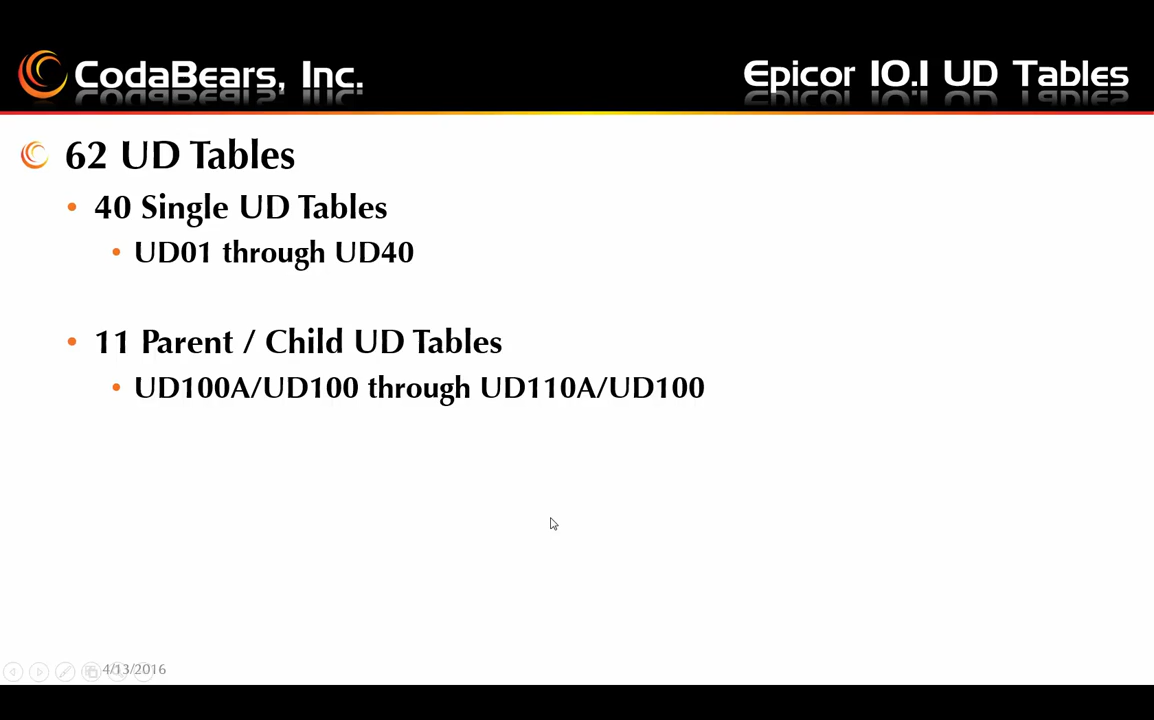 CodaBears, Inc.
Epicor 10.1 UD Tables
62 UD Tables
40 Single UD Tables
UD01 through UD40
11 Parent / Child UD Tables
UD100A/UD100 through UD110A/UD100
4/13/2016